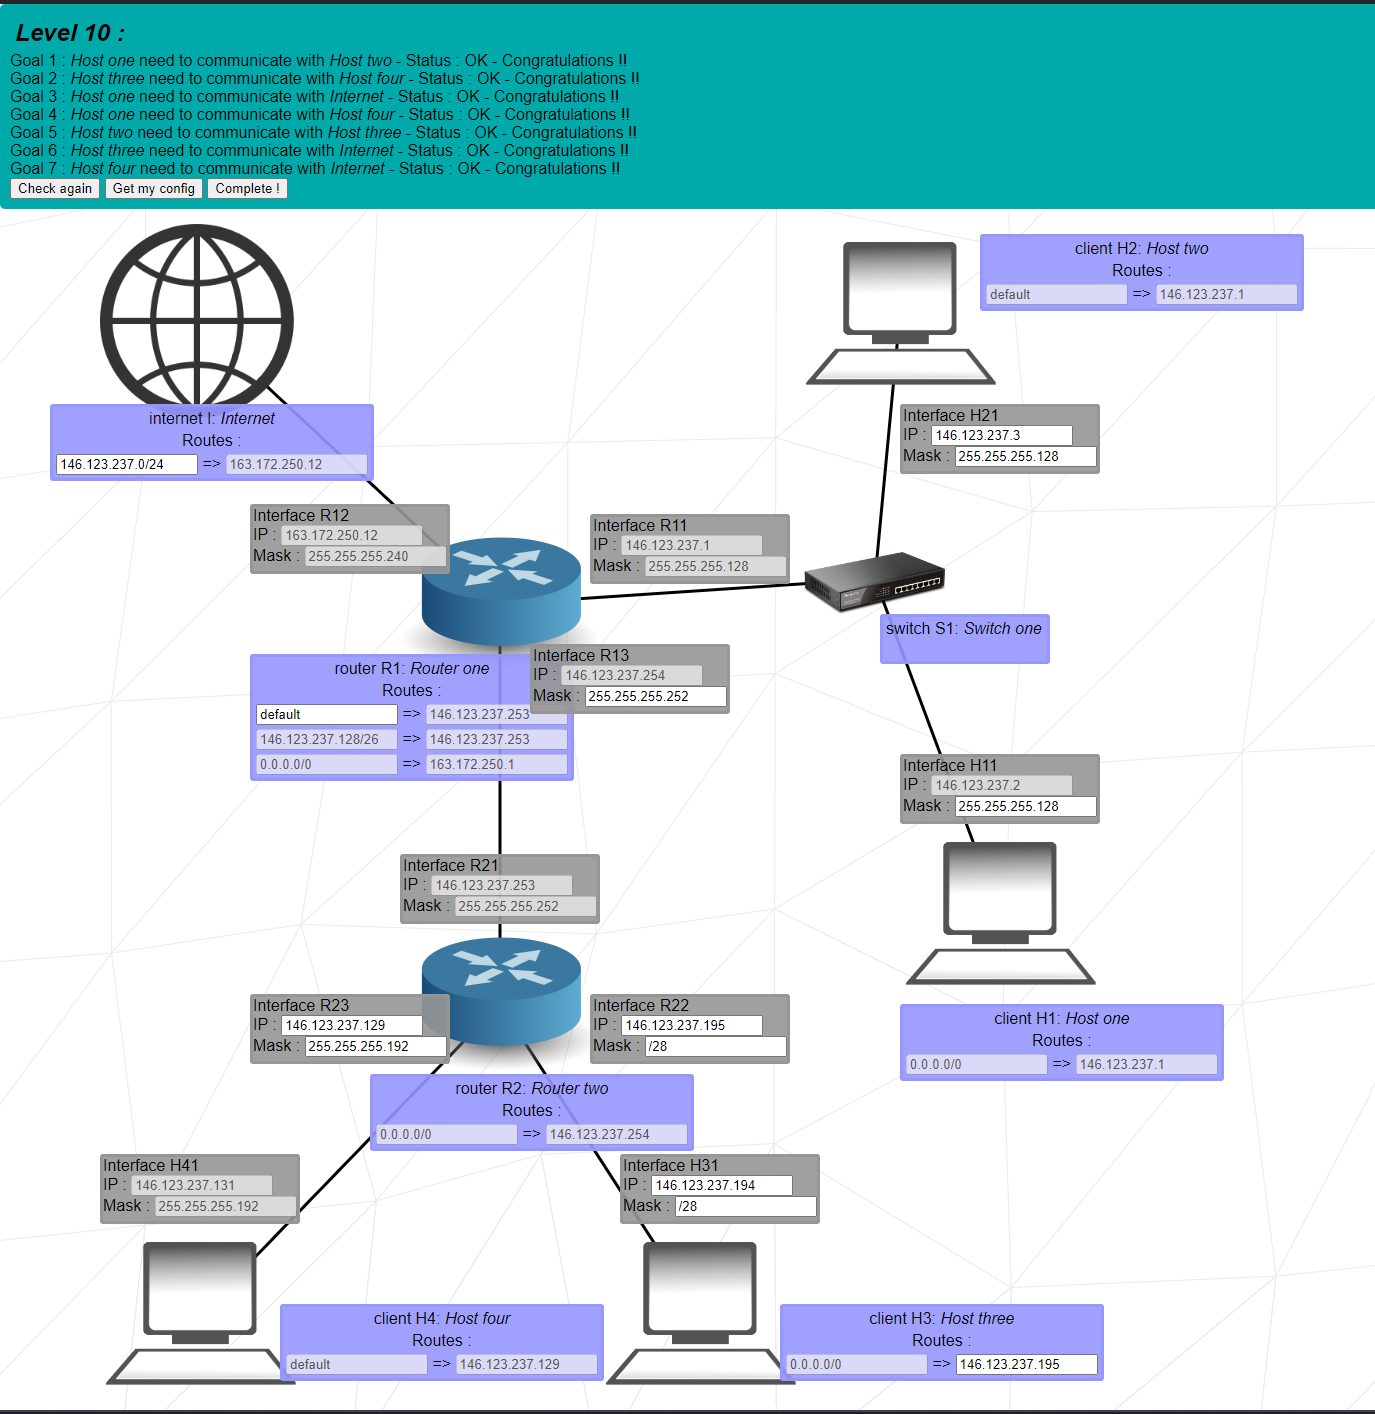 Level 10 :
Goal 1 : Host one need to communicate with Host two - Status : OK - Congratulations !!
Goal 2 : Host three need to communicate with Host four - Status : OK - Congratulations !!
Goal 3 : Host one need to communicate with Internet - Status : OK - Congratulations !!
Goal 4 : Host one need to communicate with Host four - Status : OK - Congratulations !!
Goal 5 : Host two need to communicate with Host three - Status : OK - Congratulations !!
Goal 6 : Host three need to communicate with Internet - Status : OK - Congratulations !!
Goal 7 : Host four need to communicate with Internet - Status : OK - Congratulations !!
Check again Get my config Complete !
client H2: Host two
Routes :
default => 146.123.237.1
internet I: Internet
Routes :
146.123.237.0/24 => 163.172.250.12
Interface H21
IP : 146.123.237.3
Mask : 255.255.255.128
Interface R12
IP : 163.172.250.12
Mask : 255.255.255.240
Interface R11
IP : 146.123.237.1
Mask : 255.255.255.128
switch S1: Switch one
router R1: Router one
Routes :
default => 146.123.237.253
146.123.237.128/26 => 146.123.237.253
0.0.0.0/0 => 163.172.250.1
Interface R13
IP : 146.123.237.254
Mask : 255.255.255.252
Interface H11
IP : 146.123.237.2
Mask : 255.255.255.128
Interface R21
IP : 146.123.237.253
Mask : 255.255.255.252
Interface R23
IP : 146.123.237.129
Mask : 255.255.255.192
Interface R22
IP : 146.123.237.195
Mask : /28
client H1: Host one
Routes :
0.0.0.0/0 => 146.123.237.1
router R2: Router two
Routes :
0.0.0.0/0 => 146.123.237.254
Interface H41
IP : 146.123.237.131
Mask : 255.255.255.192
Interface H31
IP : 146.123.237.194
Mask : /28
client H4: Host four
Routes :
default => 146.123.237.129
client H3: Host three
Routes :
0.0.0.0/0 => 146.123.237.195